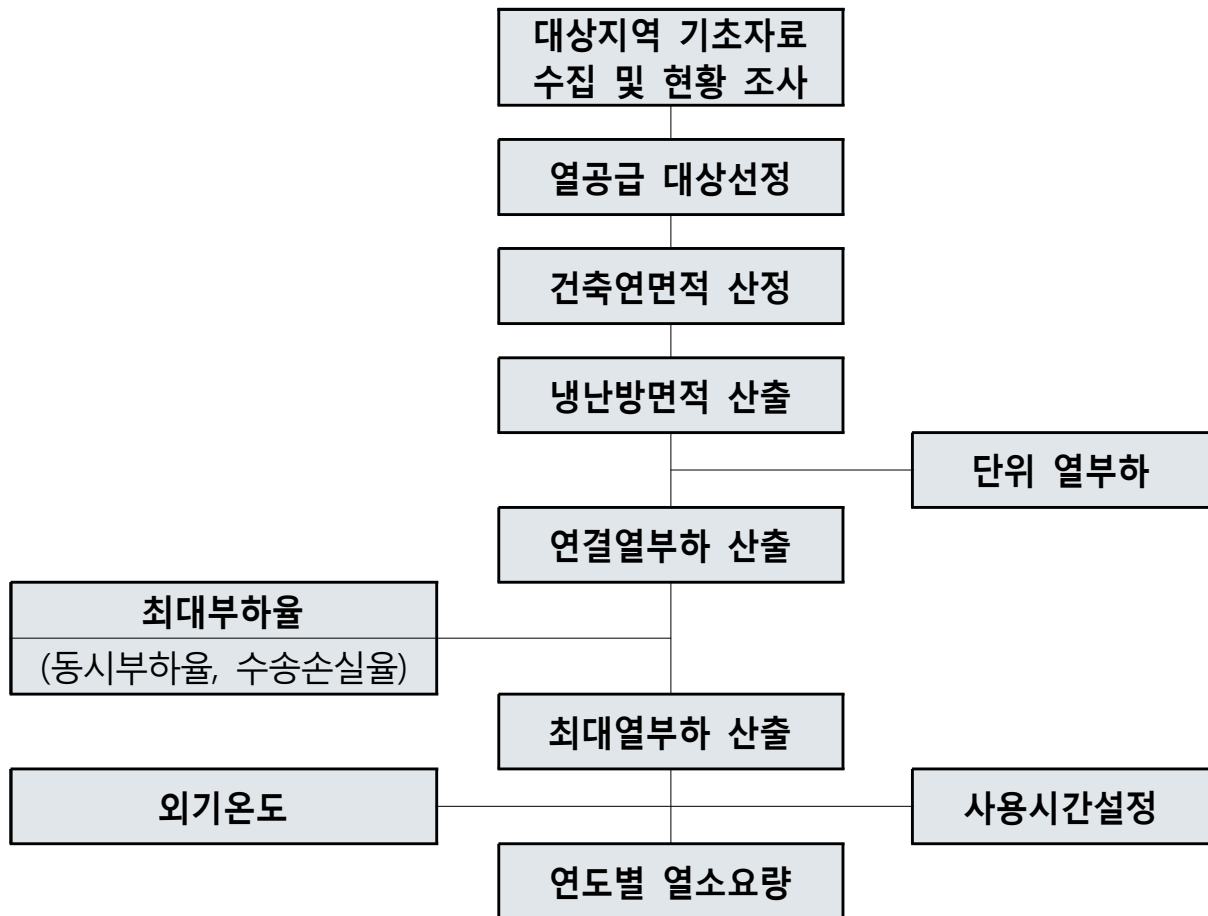 대상지역 기초자료
수집 및 현황 조사
열공급 대상선정
건축연면적 산정
냉난방면적 산출
단위 열부하
연결열부하 산출
최대부하율
(동시부하율, 수송손실율)
최대열부하 산출
외기온도
사용시간설정
연도별 열소요량